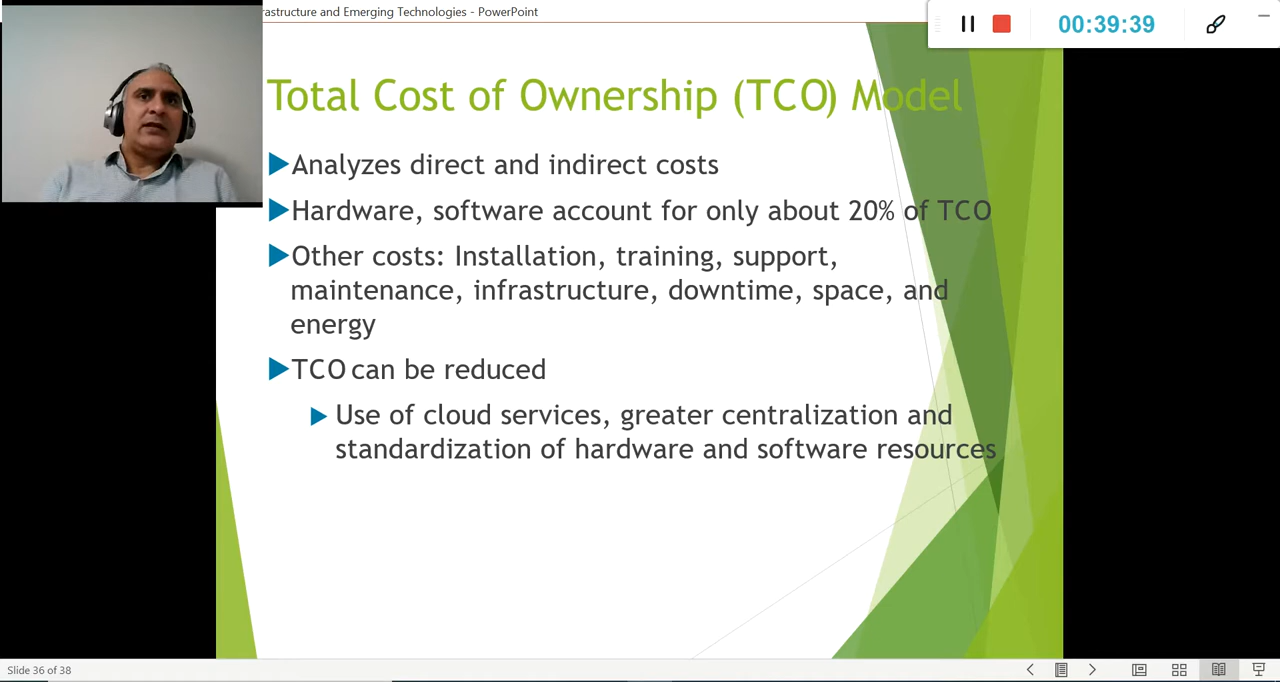 rastructure and Emerging Technologies - PowerPoint
00:39:39
Total Cost of Ownership (TCO) Model
Analyzes direct and indirect costs
Hardware, software account for only about 20% of TCO
Other costs: Installation, training, support,
maintenance, infrastructure, downtime, space, and
energy
TCO can be reduced
Use of cloud services, greater centralization and
standardization of hardware and software resources
Slide 36 of 38